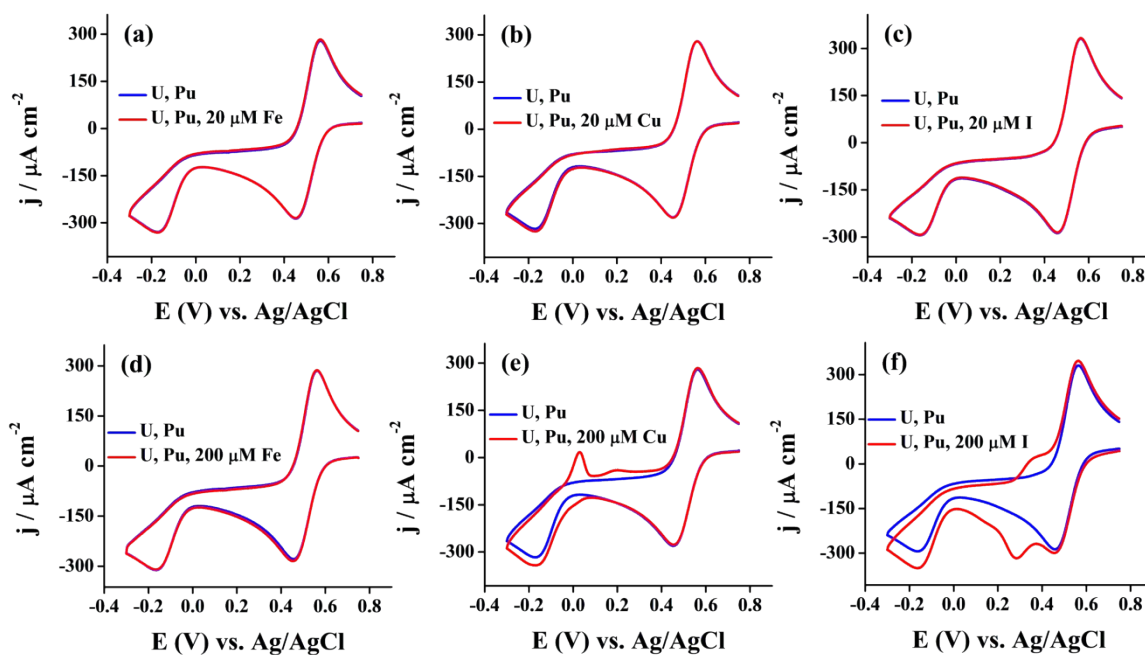 (a)
U, Pu
U, Pu, 20 μM Fe
300
150
0
-150
-300
j / μA cm⁻²
-0.4 -0.2 0.0 0.2 0.4 0.6 0.8
E (V) vs. Ag/AgCl
(b)
U, Pu
U, Pu, 20 μM Cu
300
150
0
-150
-300
j / μA cm⁻²
-0.4 -0.2 0.0 0.2 0.4 0.6 0.8
E (V) vs. Ag/AgCl
(c)
U, Pu
U, Pu, 20 μM I
300
150
0
-150
-300
j / μA cm⁻²
-0.4 -0.2 0.0 0.2 0.4 0.6 0.8
E (V) vs. Ag/AgCl
(d)
U, Pu
U, Pu, 200 μM Fe
300
150
0
-150
-300
j / μA cm⁻²
-0.4 -0.2 0.0 0.2 0.4 0.6 0.8
E (V) vs. Ag/AgCl
(e)
U, Pu
U, Pu, 200 μM Cu
300
150
0
-150
-300
j / μA cm⁻²
-0.4 -0.2 0.0 0.2 0.4 0.6 0.8
E (V) vs. Ag/AgCl
(f)
U, Pu
U, Pu, 200 μM I
300
150
0
-150
-300
j / μA cm⁻²
-0.4 -0.2 0.0 0.2 0.4 0.6 0.8
E (V) vs. Ag/AgCl